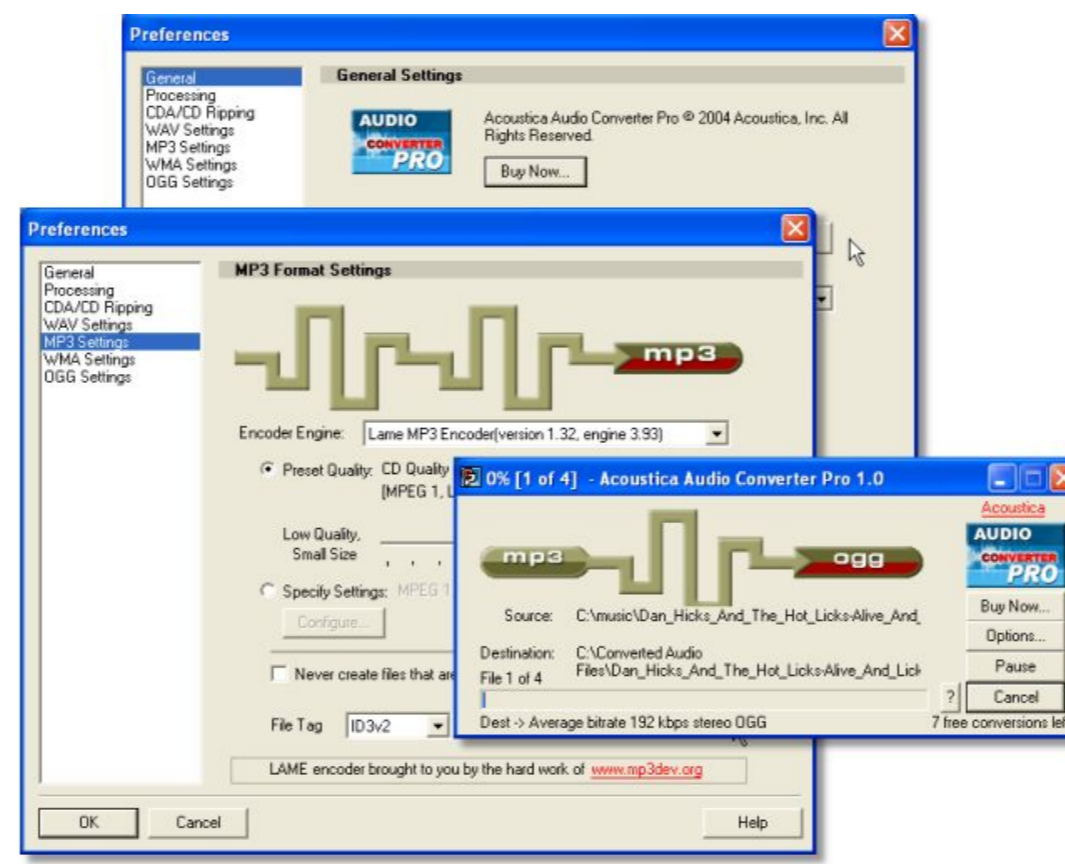 Preferences
General
Processing
CDA/CD Ripping
WAV Settings
MP3 Settings
WMA Settings
OGG Settings
General Settings
AUDIO
CONVERTER
PRO
Acoustica Audio Converter Pro © 2004 Acoustica, Inc. All
Rights Reserved.
Buy Now...
Preferences
General
Processing
CDA/CD Ripping
WAV Settings
MP3 Settings
WMA Settings
OGG Settings
MP3 Format Settings
mp3
Encoder Engine: Lame MP3 Encoder(version 1.32, engine 3.93)
Preset Quality: CD Quality
[MPEG 1, L
Low Quality,
Small Size
Specify Settings: MPEG 1
Configure...
Never create files that are
File Tag ID3v2
LAME encoder brought to you by the hard work of www.mp3dev.org
OK Cancel Help
0% [1 of 4] - Acoustica Audio Converter Pro 1.0
Acoustica
AUDIO
CONVERTER
PRO
mp3 ogg
Source: C:\music\Dan_Hicks_And_The_Hot_Licks-Alive_And_
Destination: C:\Converted Audio
Files\Dan_Hicks_And_The_Hot_Licks-Alive_And_Lick
File 1 of 4
Buy Now...
Options...
Pause
? Cancel
Dest -> Average bitrate 192 kbps stereo OGG
7 free conversions lef